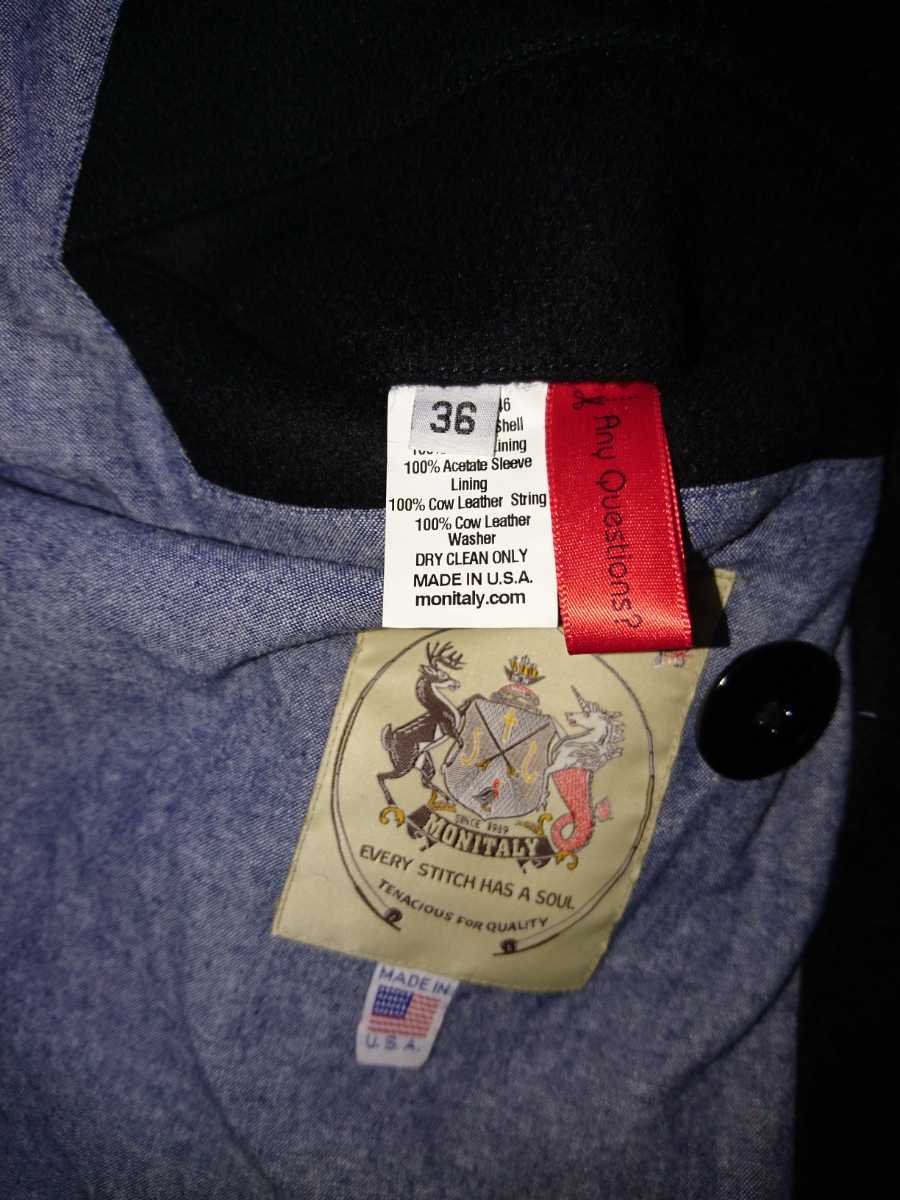 36
Shell
100% Acetate Sleeve
Lining
100% Cow Leather String
100% Cow Leather
Washer
DRY CLEAN ONLY
MADE IN U.S.A.
monitaly.com
Any Questions?
SINCE 1989
MONITALY
EVERY STITCH HAS A SOUL
TENACIOUS FOR QUALITY
MADE IN
U.S.A.